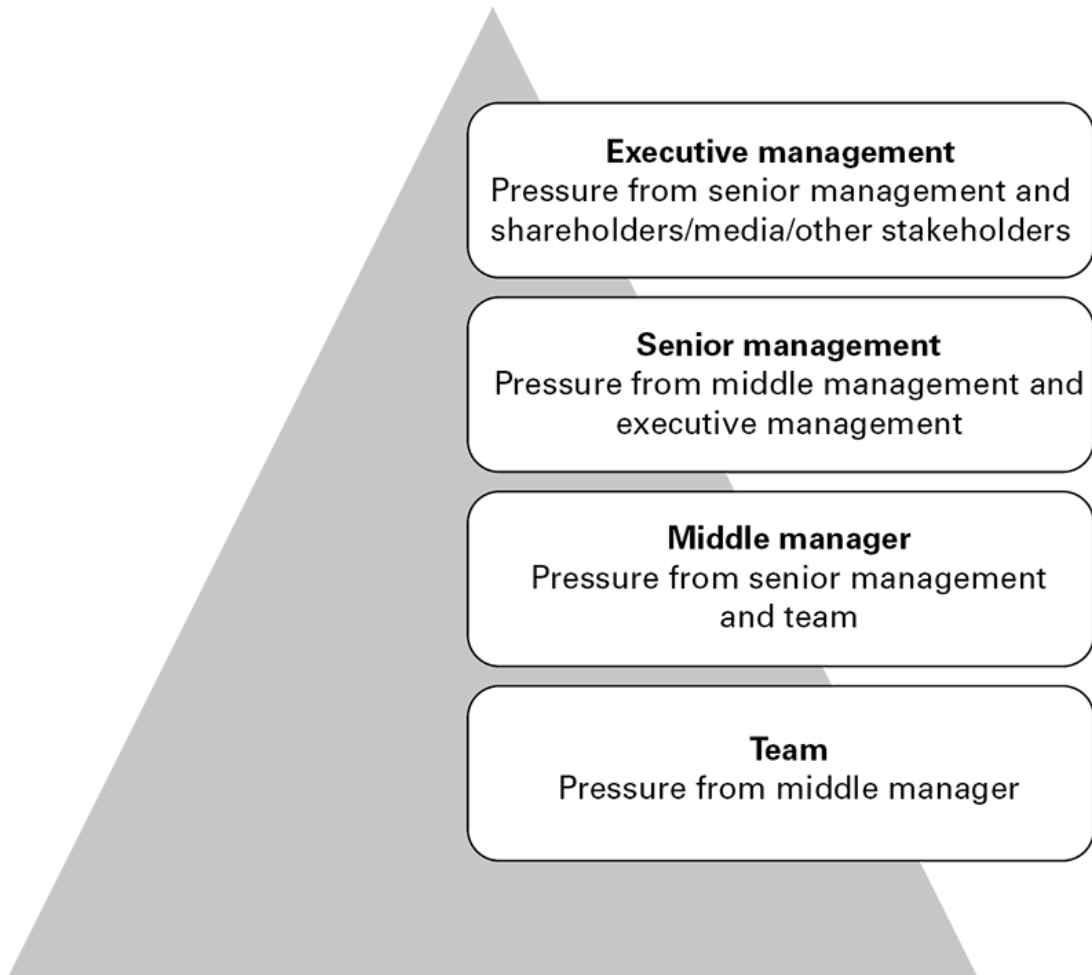 Executive management
Pressure from senior management and
shareholders/media/other stakeholders
Senior management
Pressure from middle management and
executive management
Middle manager
Pressure from senior management
and team
Team
Pressure from middle manager